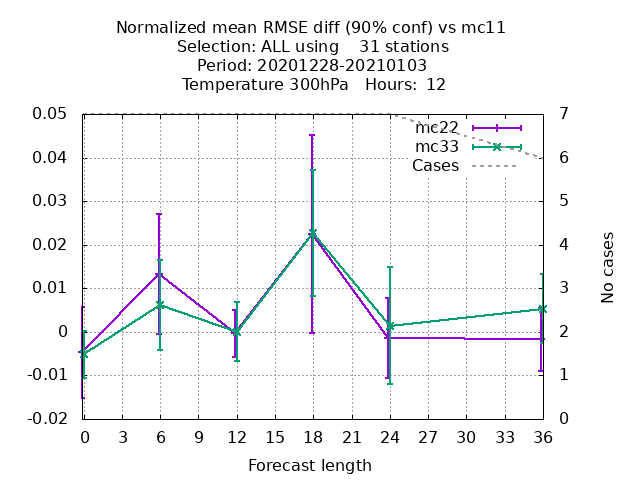 Normalized mean RMSE diff (90% conf) vs mc11
Selection: ALL using    31 stations
Period: 20201228-20210103
Temperature 300hPa   Hours:  12
mc22
mc33
Cases
0.05
0.04
0.03
0.02
0.01
0
-0.01
-0.02
7
6
5
4
3
2
1
0
No cases
0 3 6 9 12 15 18 21 24 27 30 33 36
Forecast length